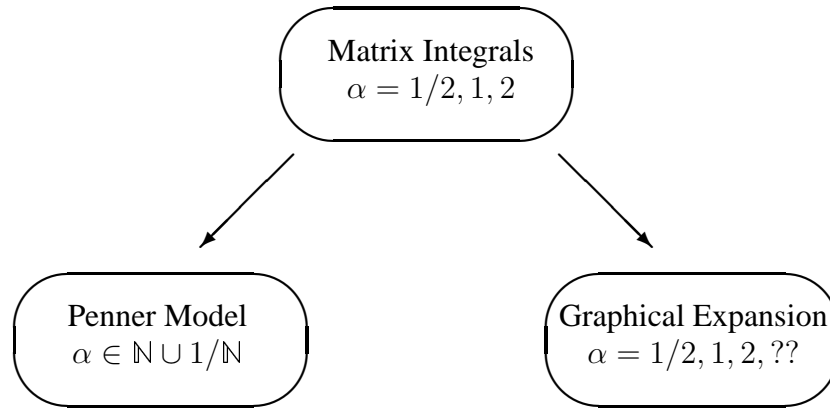 Matrix Integrals
α = 1/2, 1, 2
Penner Model
α ∈ ℕ ∪ 1/ℕ
Graphical Expansion
α = 1/2, 1, 2, ??